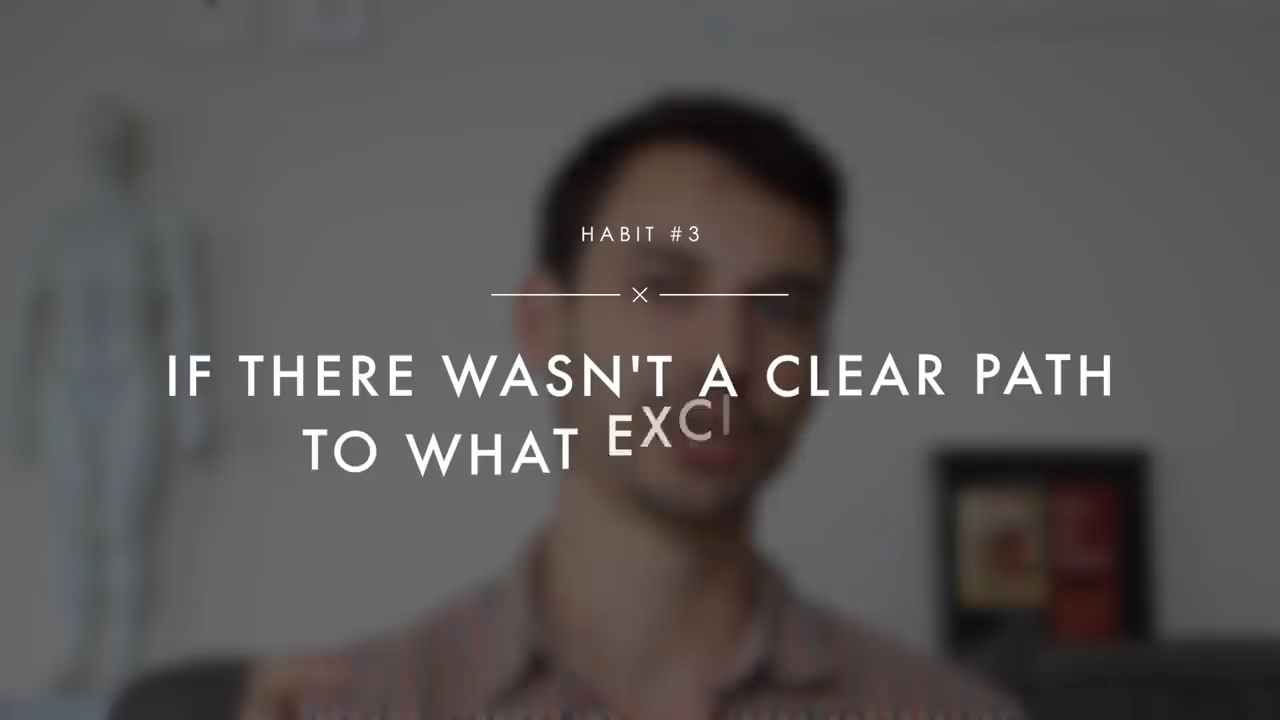 HABIT #3
IF THERE WASN'T A CLEAR PATH
TO WHAT